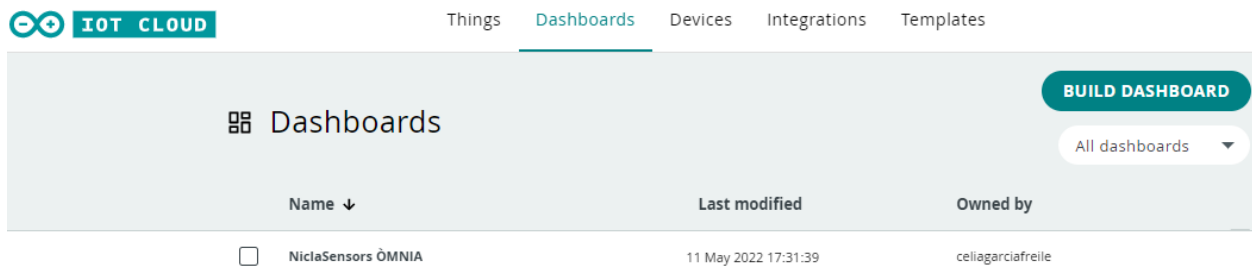 IOT CLOUD Things Dashboards Devices Integrations Templates
BUILD DASHBOARD
Dashboards
All dashboards
Name ↓ Last modified Owned by
NiclaSensors ÒMNIA 11 May 2022 17:31:39 celiagarciafreile